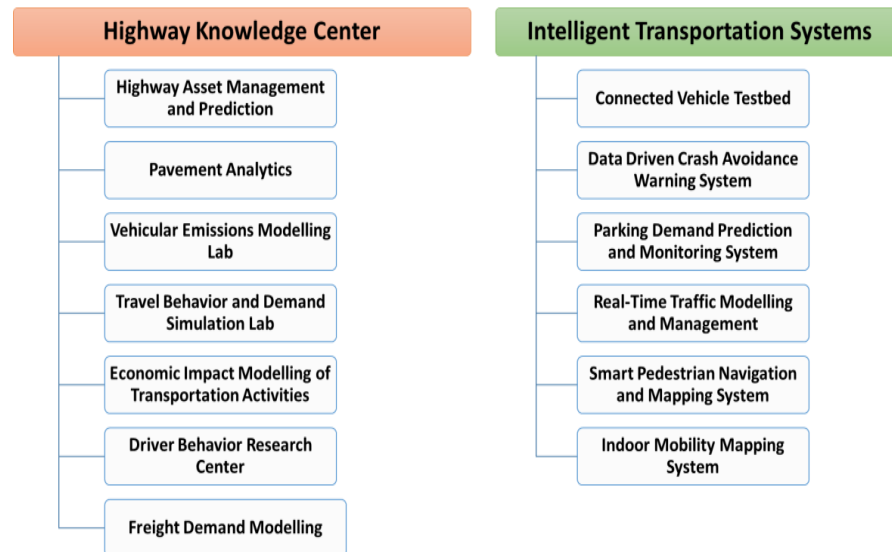 Highway Knowledge Center
Highway Asset Management
and Prediction
Pavement Analytics
Vehicular Emissions Modelling
Lab
Travel Behavior and Demand
Simulation Lab
Economic Impact Modelling of
Transportation Activities
Driver Behavior Research
Center
Freight Demand Modelling
Intelligent Transportation Systems
Connected Vehicle Testbed
Data Driven Crash Avoidance
Warning System
Parking Demand Prediction
and Monitoring System
Real-Time Traffic Modelling
and Management
Smart Pedestrian Navigation
and Mapping System
Indoor Mobility Mapping
System